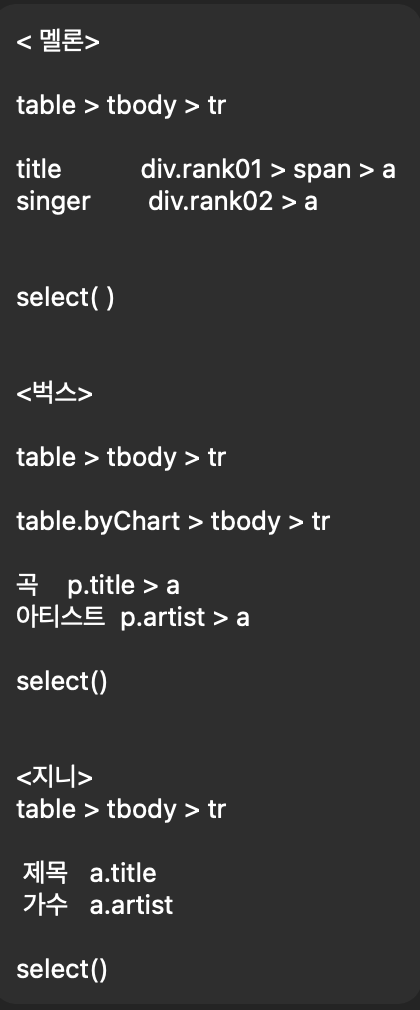 < 멜론>
table > tbody > tr
title div.rank01 > span > a
singer div.rank02 > a
select( )
<벅스>
table > tbody > tr
table.byChart > tbody > tr
곡 p.title > a
아티스트 p.artist > a
select()
<지니>
table > tbody > tr
제목 a.title
가수 a.artist
select()